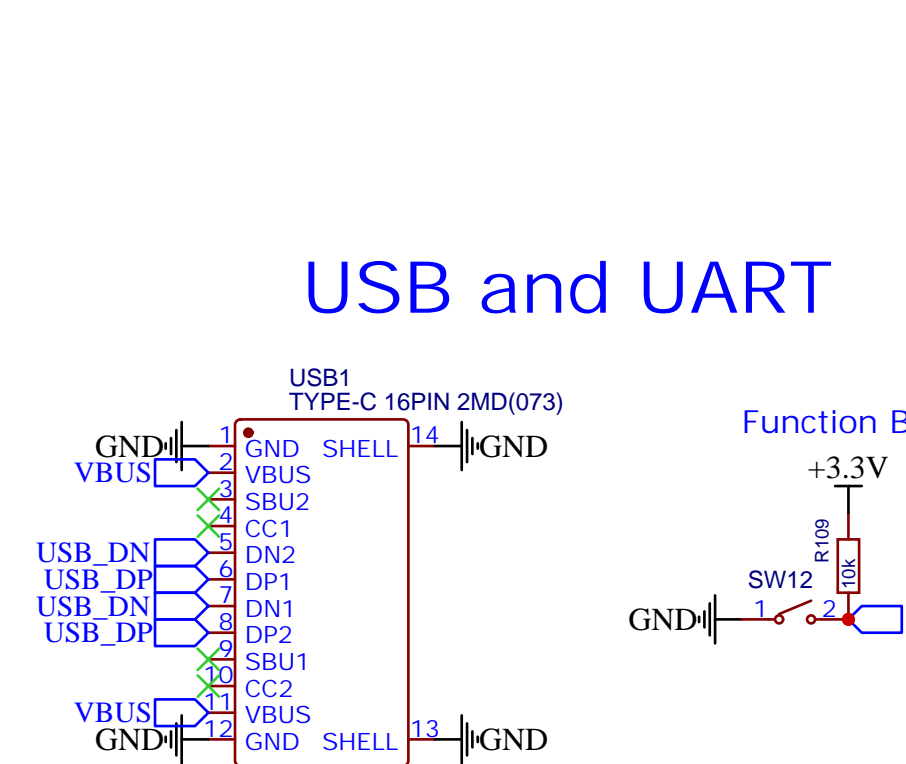 USB and UART
USB1
TYPE-C 16PIN 2MD(073)
GND 1 GND SHELL 14 GND
VBUS 2 VBUS
3 SBU2
4 CC1
USB_DN 5 DN2
USB_DP 6 DP1
USB_DN 7 DN1
USB_DP 8 DP2
9 SBU1
10 CC2
VBUS 11 VBUS
GND 12 GND SHELL 13 GND
Function B
+3.3V
R109
10k
SW12
GND 1 2